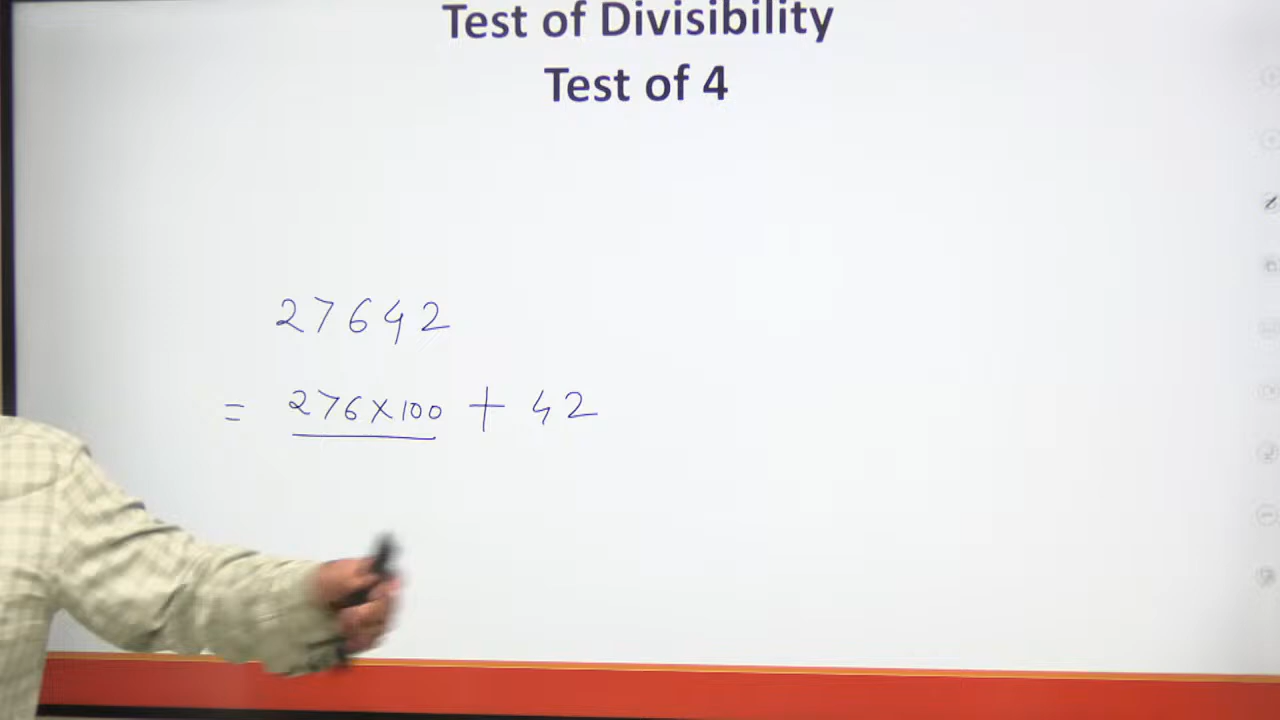 Test of Divisibility
Test of 4
27642
= 276×100 + 42